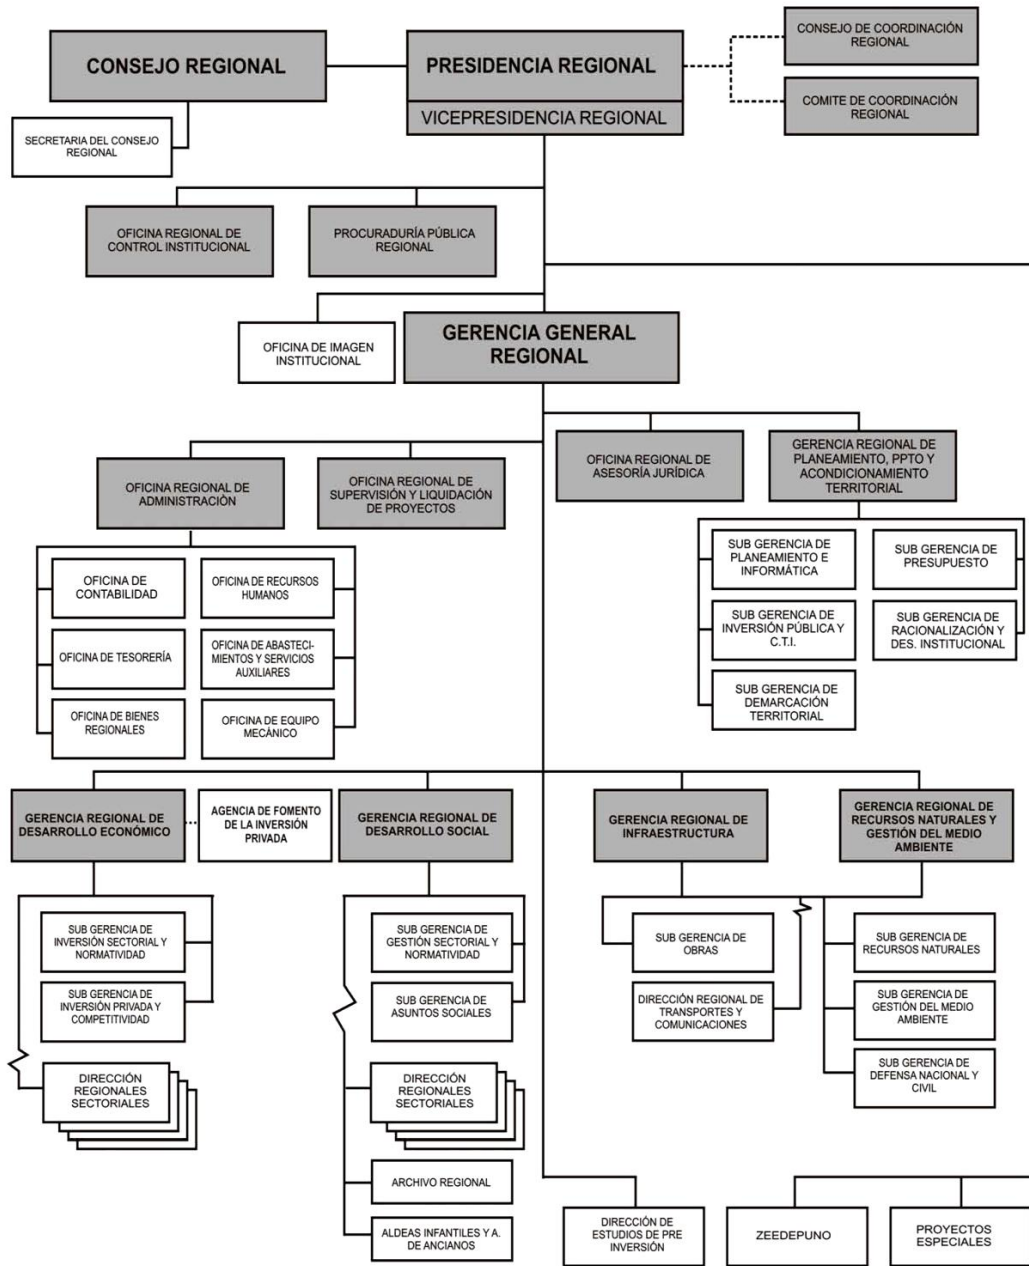 CONSEJO DE COORDINACIÓN
REGIONAL
CONSEJO REGIONAL
PRESIDENCIA REGIONAL
COMITE DE COORDINACIÓN
REGIONAL
VICEPRESIDENCIA REGIONAL
SECRETARIA DEL CONSEJO
REGIONAL
OFICINA REGIONAL DE
CONTROL INSTITUCIONAL
PROCURADURÍA PÚBLICA
REGIONAL
OFICINA DE IMAGEN
INSTITUCIONAL
GERENCIA GENERAL
REGIONAL
OFICINA REGIONAL DE
ADMINISTRACIÓN
OFICINA REGIONAL DE
SUPERVISIÓN Y LIQUIDACIÓN
DE PROYECTOS
OFICINA REGIONAL DE
ASESORÍA JURÍDICA
GERENCIA REGIONAL DE
PLANEAMIENTO, PPTO Y
ACONDICIONAMIENTO
TERRITORIAL
OFICINA DE
CONTABILIDAD
OFICINA DE RECURSOS
HUMANOS
OFICINA DE TESORERÍA
OFICINA DE ABASTECI-
MIENTOS Y SERVICIOS
AUXILIARES
OFICINA DE BIENES
REGIONALES
OFICINA DE EQUIPO
MECÁNICO
SUB GERENCIA DE
PLANEAMIENTO E
INFORMÁTICA
SUB GERENCIA DE
PRESUPUESTO
SUB GERENCIA DE
INVERSIÓN PÚBLICA Y
C.T.I.
SUB GERENCIA DE
RACIONALIZACIÓN Y
DES. INSTITUCIONAL
SUB GERENCIA DE
DEMARCACIÓN
TERRITORIAL
GERENCIA REGIONAL DE
DESARROLLO ECONÓMICO
AGENCIA DE FOMENTO
DE LA INVERSIÓN
PRIVADA
GERENCIA REGIONAL DE
DESARROLLO SOCIAL
GERENCIA REGIONAL DE
INFRAESTRUCTURA
GERENCIA REGIONAL DE
RECURSOS NATURALES Y
GESTIÓN DEL MEDIO
AMBIENTE
SUB GERENCIA DE
INVERSIÓN SECTORIAL Y
NORMATIVIDAD
SUB GERENCIA DE
INVERSIÓN PRIVADA Y
COMPETITIVIDAD
DIRECCIÓN
REGIONALES
SECTORIALES
SUB GERENCIA DE
GESTIÓN SECTORIAL Y
NORMATIVIDAD
SUB GERENCIA DE
ASUNTOS SOCIALES
DIRECCIÓN
REGIONALES
SECTORIALES
ARCHIVO REGIONAL
ALDEAS INFANTILES Y A.
DE ANCIANOS
SUB GERENCIA DE
OBRAS
DIRECCIÓN REGIONAL DE
TRANSPORTES Y
COMUNICACIONES
SUB GERENCIA DE
RECURSOS NATURALES
SUB GERENCIA DE
GESTIÓN DEL MEDIO
AMBIENTE
SUB GERENCIA DE
DEFENSA NACIONAL Y
CIVIL
DIRECCIÓN DE
ESTUDIOS DE PRE
INVERSIÓN
ZEEDEPUNO
PROYECTOS
ESPECIALES